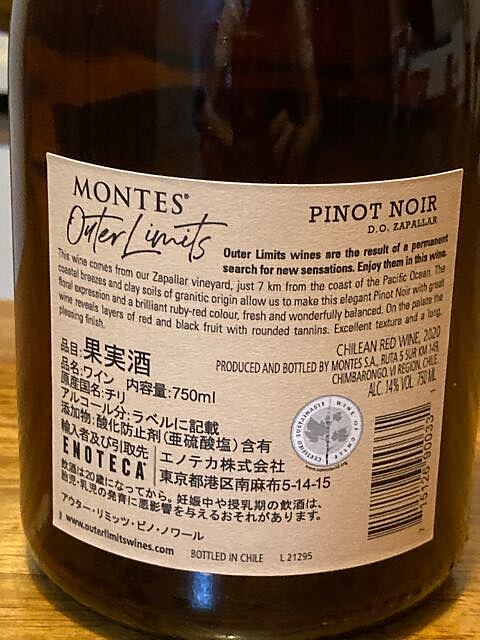 MONTES®
Outer Limits
PINOT NOIR
D.O. ZAPALLAR
Outer Limits wines are the result of a permanent
search for new sensations. Enjoy them in this wine.
This wine comes from our Zapallar vineyard, just 7 km from the coast of the Pacific Ocean. The
coastal breezes and clay soils of granitic origin allow us to make this elegant Pinot Noir with great
floral expression and a brilliant ruby-red colour, fresh and wonderfully balanced. On the palate the
wine reveals layers of red and black fruit with rounded tannins. Excellent texture and a long,
pleasing finish.
CHILEAN RED WINE, 2020
PRODUCED AND BOTTLED BY MONTES S.A., RUTA 5 SUR KM 149,
CHIMBARONGO, VI REGION, CHILE.
ALC. 14% VOL. 750 ML
品目:果実酒
品名:ワイン 内容量:750ml
原産国名:チリ
アルコール分:ラベルに記載
添加物:酸化防止剤(亜硫酸塩)含有
輸入者及び引取先
ENOTECA
エノテカ株式会社
東京都港区南麻布5-14-15
飲酒は20歳になってから。妊娠中や授乳期の飲酒は、
胎児・乳児の発育に悪影響を与えるおそれがあります。
アウター・リミッツ・ピノ・ノワール
www.outerlimitswines.com
BOTTLED IN CHILE L 21295
CERTIFIED SUSTAINABLE WINE OF CHILE